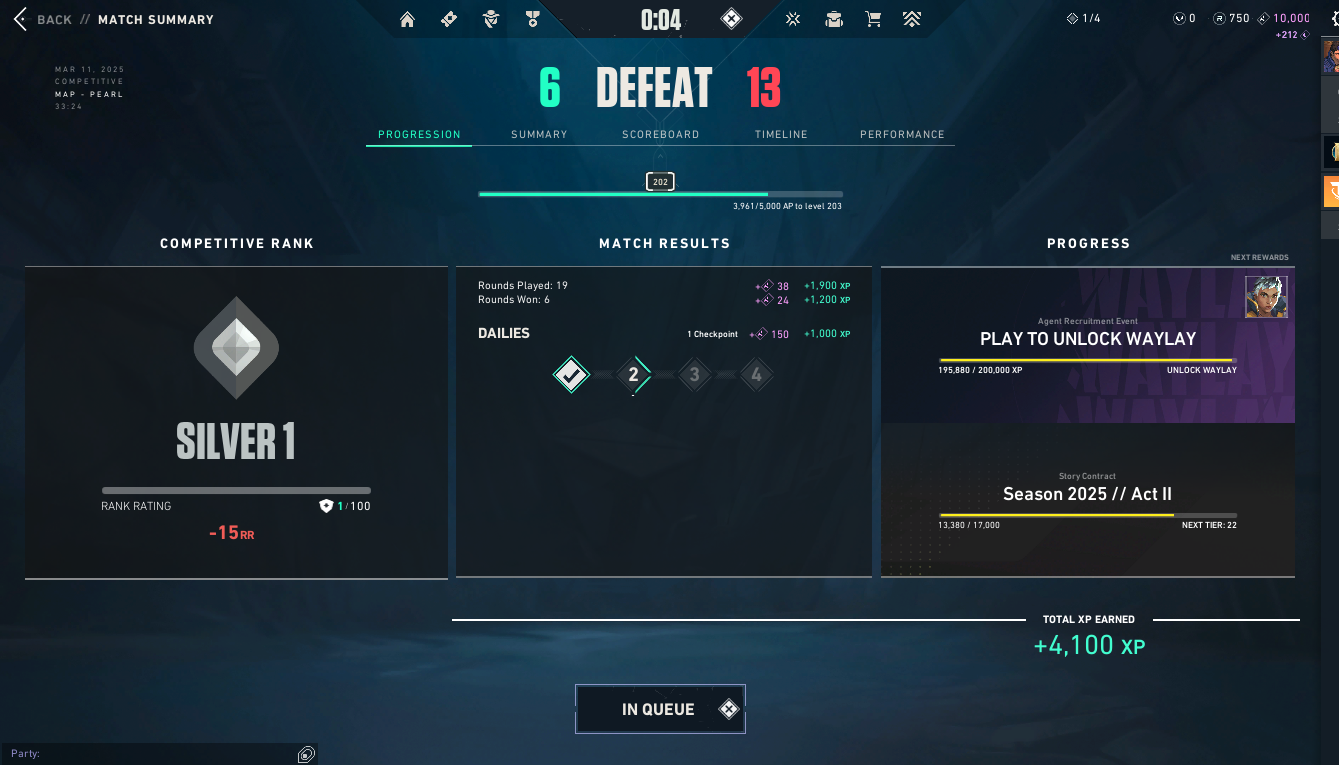 BACK // MATCH SUMMARY
0:04
1/4
0
750
10,000
+212
MAR 11, 2025
COMPETITIVE
MAP - PEARL
33:24
6 DEFEAT 13
PROGRESSION SUMMARY SCOREBOARD TIMELINE PERFORMANCE
202
3,961/5,000 AP to level 203
COMPETITIVE RANK
SILVER 1
RANK RATING 1/100
-15 RR
MATCH RESULTS
Rounds Played: 19 + 38 +1,900 XP
Rounds Won: 6 + 24 +1,200 XP
DAILIES 1 Checkpoint + 150 +1,000 XP
2 3 4
PROGRESS
NEXT REWARDS
Agent Recruitment Event
PLAY TO UNLOCK WAYLAY
195,880 / 200,000 XP UNLOCK WAYLAY
WAYLAY
WAYLAY
WAYLAY
Story Contract
Season 2025 // Act II
13,380 / 17,000 NEXT TIER: 22
TOTAL XP EARNED
+4,100 XP
IN QUEUE
Party: